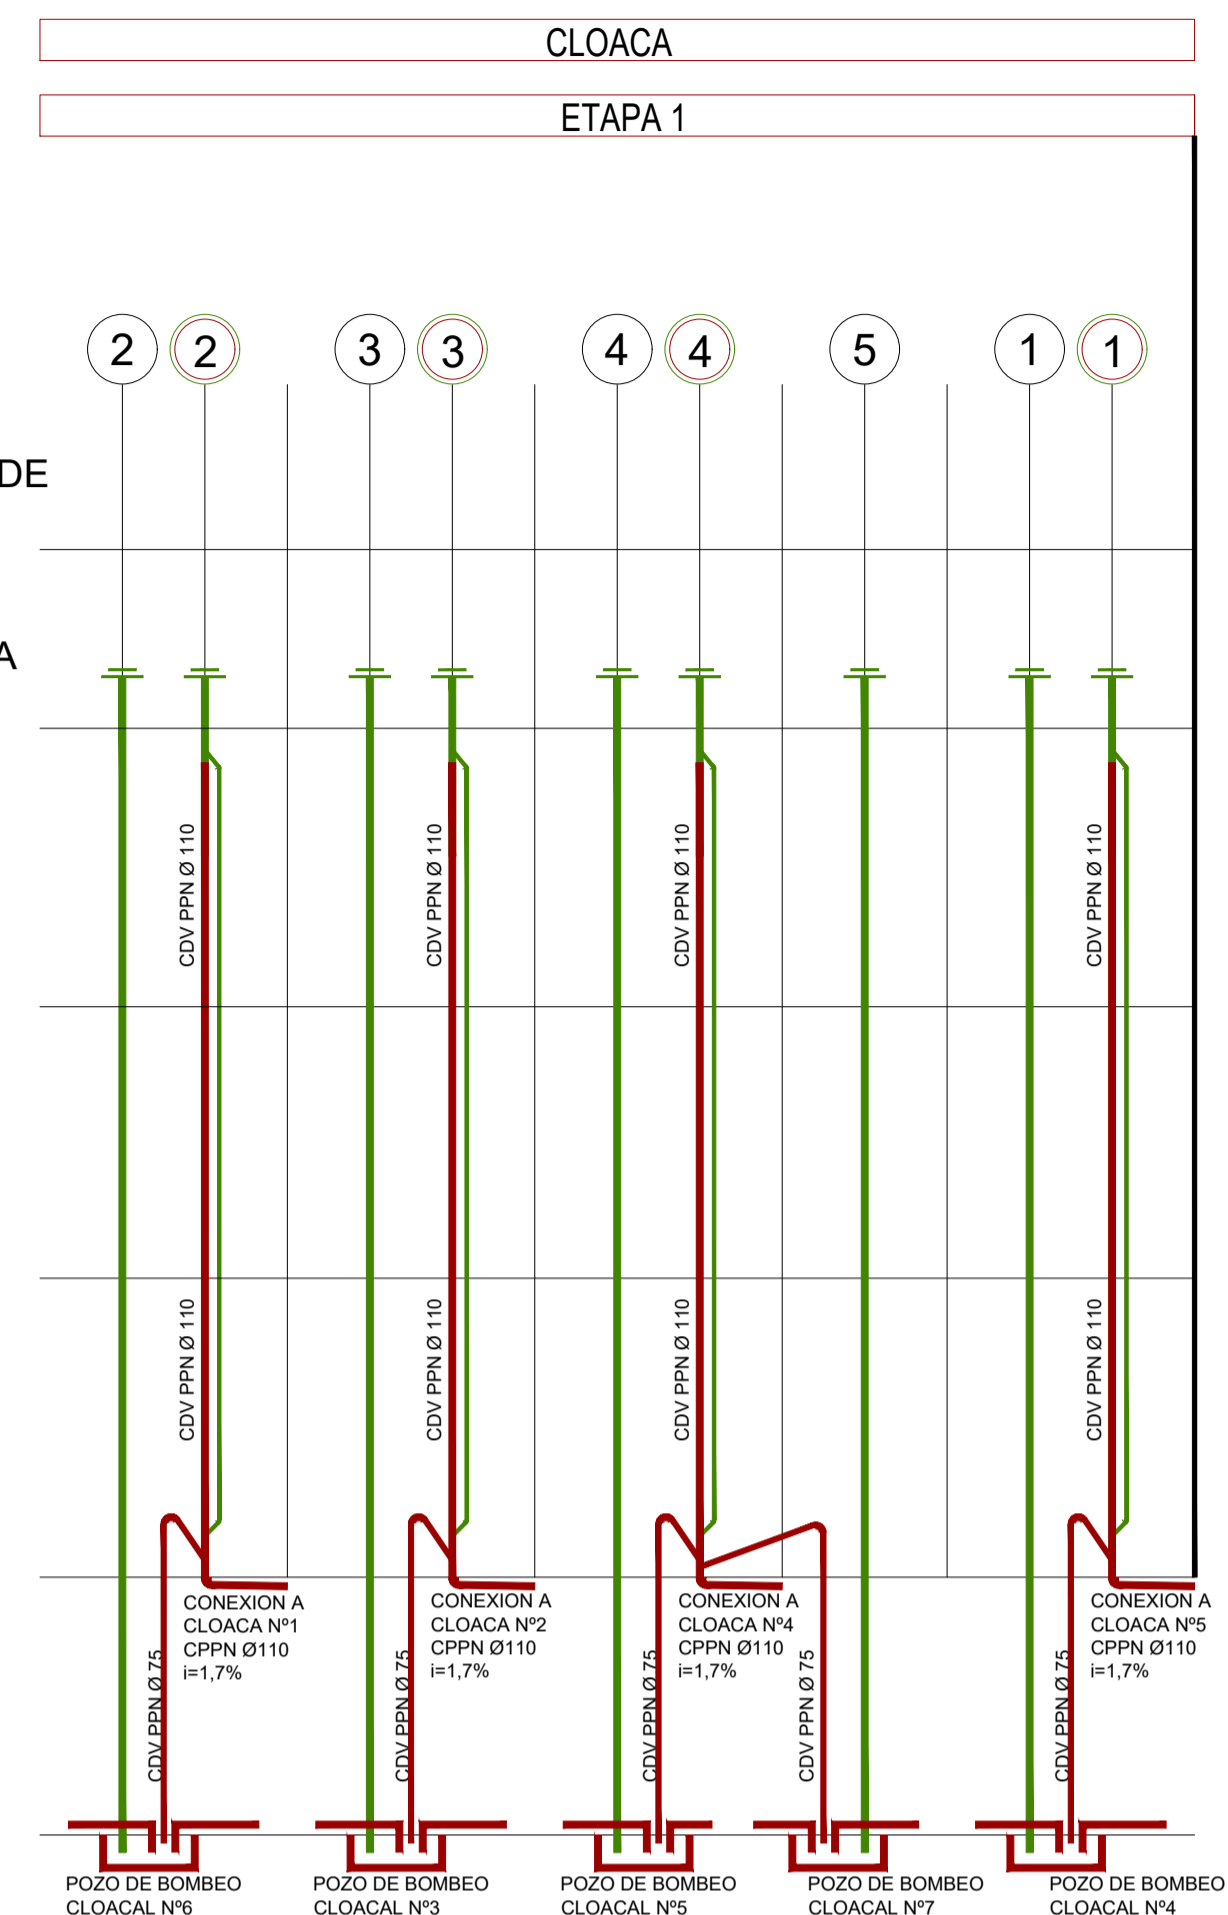 CLOACA
ETAPA 1
2 2 3 3 4 4 5 1 1
DE
A
CDV PPN Ø 110 CDV PPN Ø 110 CDV PPN Ø 110 CDV PPN Ø 110
CDV PPN Ø 110 CDV PPN Ø 110 CDV PPN Ø 110 CDV PPN Ø 110
CONEXION A
CLOACA Nº1
CPPN Ø110
i=1,7%
CONEXION A
CLOACA Nº2
CPPN Ø110
i=1,7%
CONEXION A
CLOACA Nº4
CPPN Ø110
i=1,7%
CONEXION A
CLOACA Nº5
CPPN Ø110
i=1,7%
CDV PPN Ø 75 CDV PPN Ø 75 CDV PPN Ø 75 CDV PPN Ø 75 CDV PPN Ø 75
POZO DE BOMBEO
CLOACAL Nº6
POZO DE BOMBEO
CLOACAL Nº3
POZO DE BOMBEO
CLOACAL Nº5
POZO DE BOMBEO
CLOACAL Nº7
POZO DE BOMBEO
CLOACAL Nº4